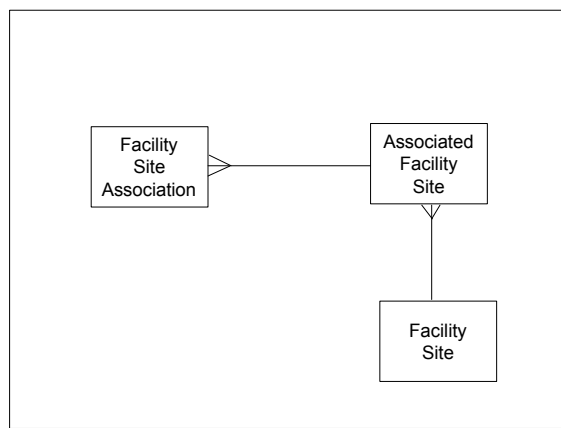 Facility
Site
Association
Associated
Facility
Site
Facility
Site